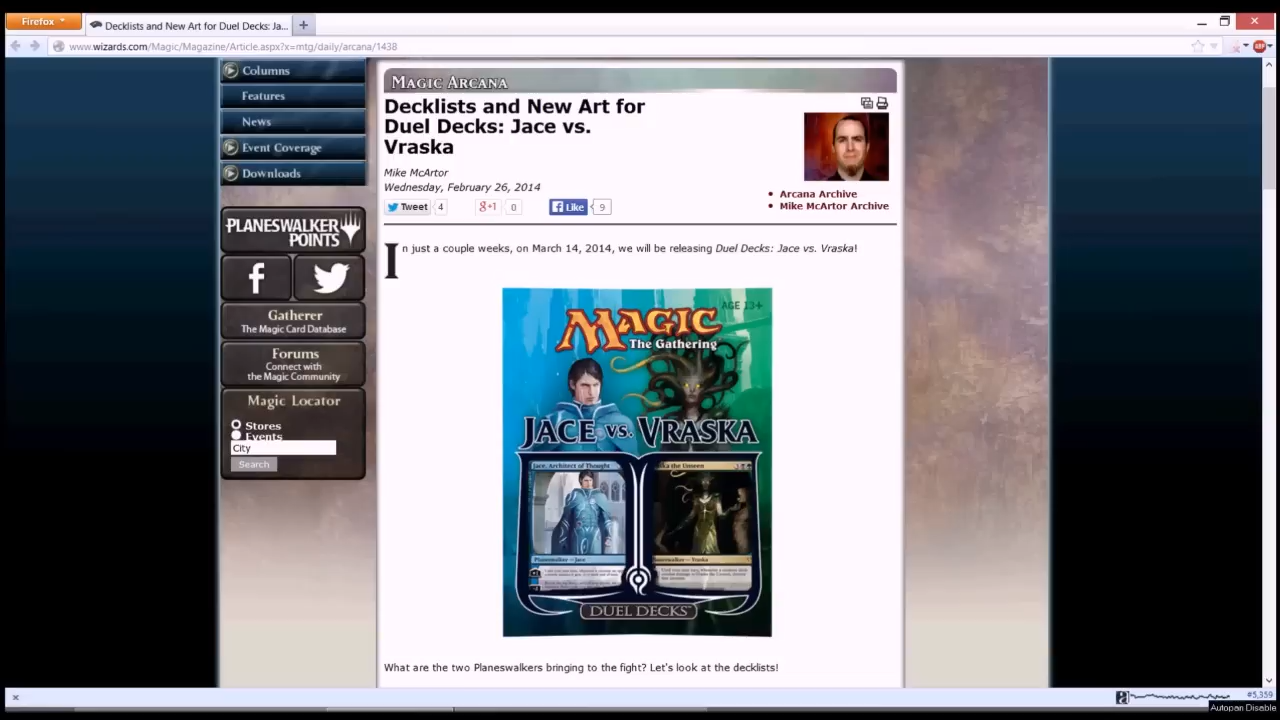 Firefox
Decklists and New Art for Duel Decks: Ja...
www.wizards.com/Magic/Magazine/Article.aspx?x=mtg/daily/arcana/1438
Columns
Features
News
Event Coverage
Downloads
PLANESWALKER
POINTS
Gatherer
The Magic Card Database
Forums
Connect with
the Magic Community
Magic Locator
Stores
Events
City
Search
Magic Arcana
Decklists and New Art for
Duel Decks: Jace vs.
Vraska
Mike McArtor
Wednesday, February 26, 2014
Tweet 4
+1 0
Like 9
Arcana Archive
Mike McArtor Archive
In just a couple weeks, on March 14, 2014, we will be releasing Duel Decks: Jace vs. Vraska!
AGE 13+
MAGIC
The Gathering
JACE VS. VRASKA
Jace, Architect of Thought
ka the Unseen
Planeswalker — Jace
DUEL DECKS
What are the two Planeswalkers bringing to the fight? Let's look at the decklists!
#5,359
Autopan Disable